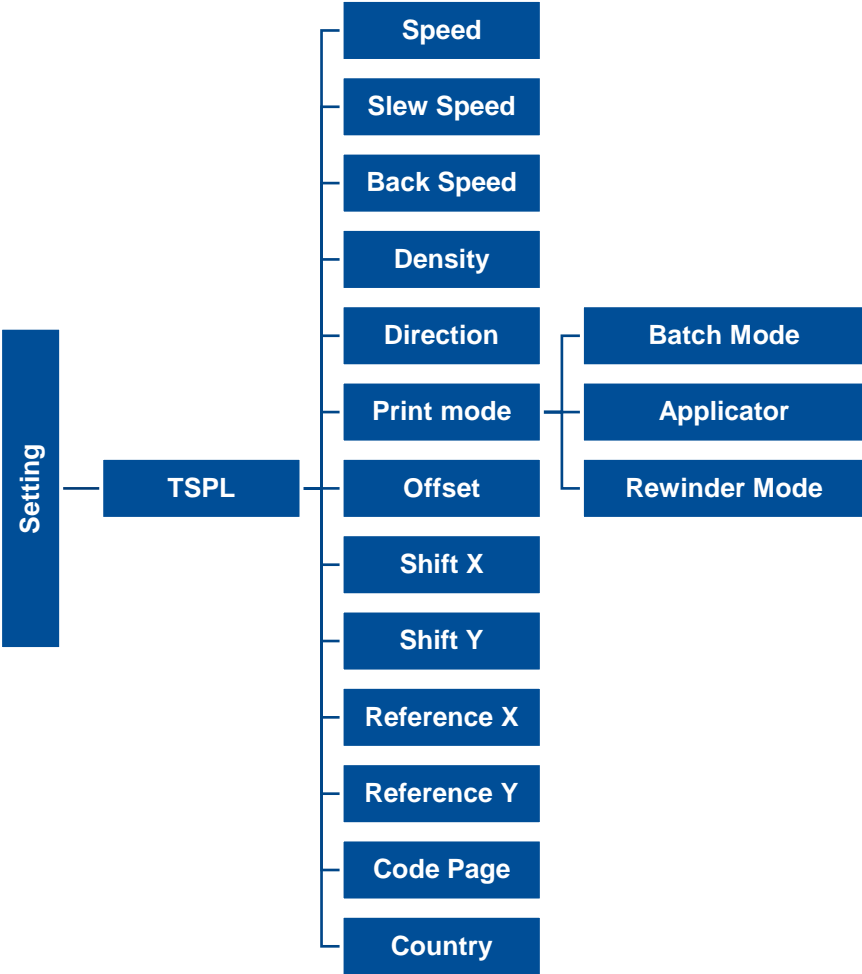 Setting
TSPL
Speed
Slew Speed
Back Speed
Density
Direction
Print mode
Batch Mode
Applicator
Rewinder Mode
Offset
Shift X
Shift Y
Reference X
Reference Y
Code Page
Country